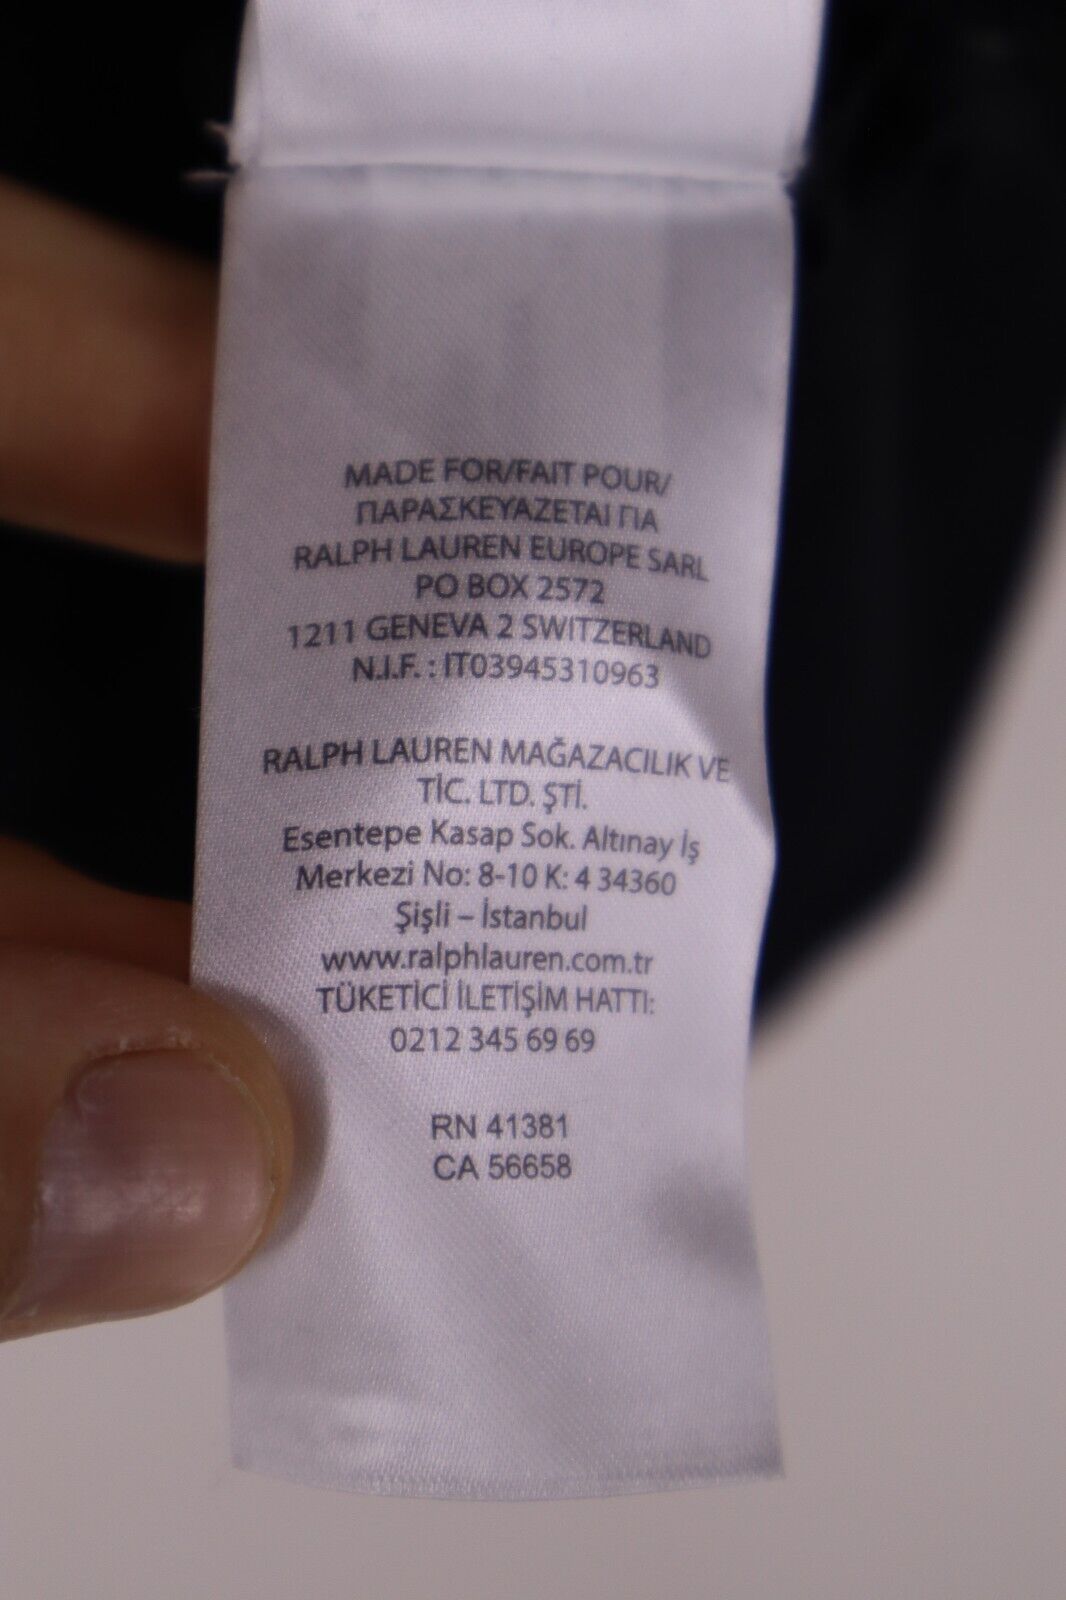 MADE FOR/FAIT POUR/
ΠΑΡΑΣΚΕΥΑΖΕΤΑΙ ΓΙΑ
RALPH LAUREN EUROPE SARL
PO BOX 2572
1211 GENEVA 2 SWITZERLAND
N.I.F. : IT03945310963
RALPH LAUREN MAĞAZACILIK VE
TİC. LTD. ŞTİ.
Esentepe Kasap Sok. Altınay İş
Merkezi No: 8-10 K: 4 34360
Şişli – İstanbul
www.ralphlauren.com.tr
TÜKETİCİ İLETİŞİM HATTI:
0212 345 69 69
RN 41381
CA 56658